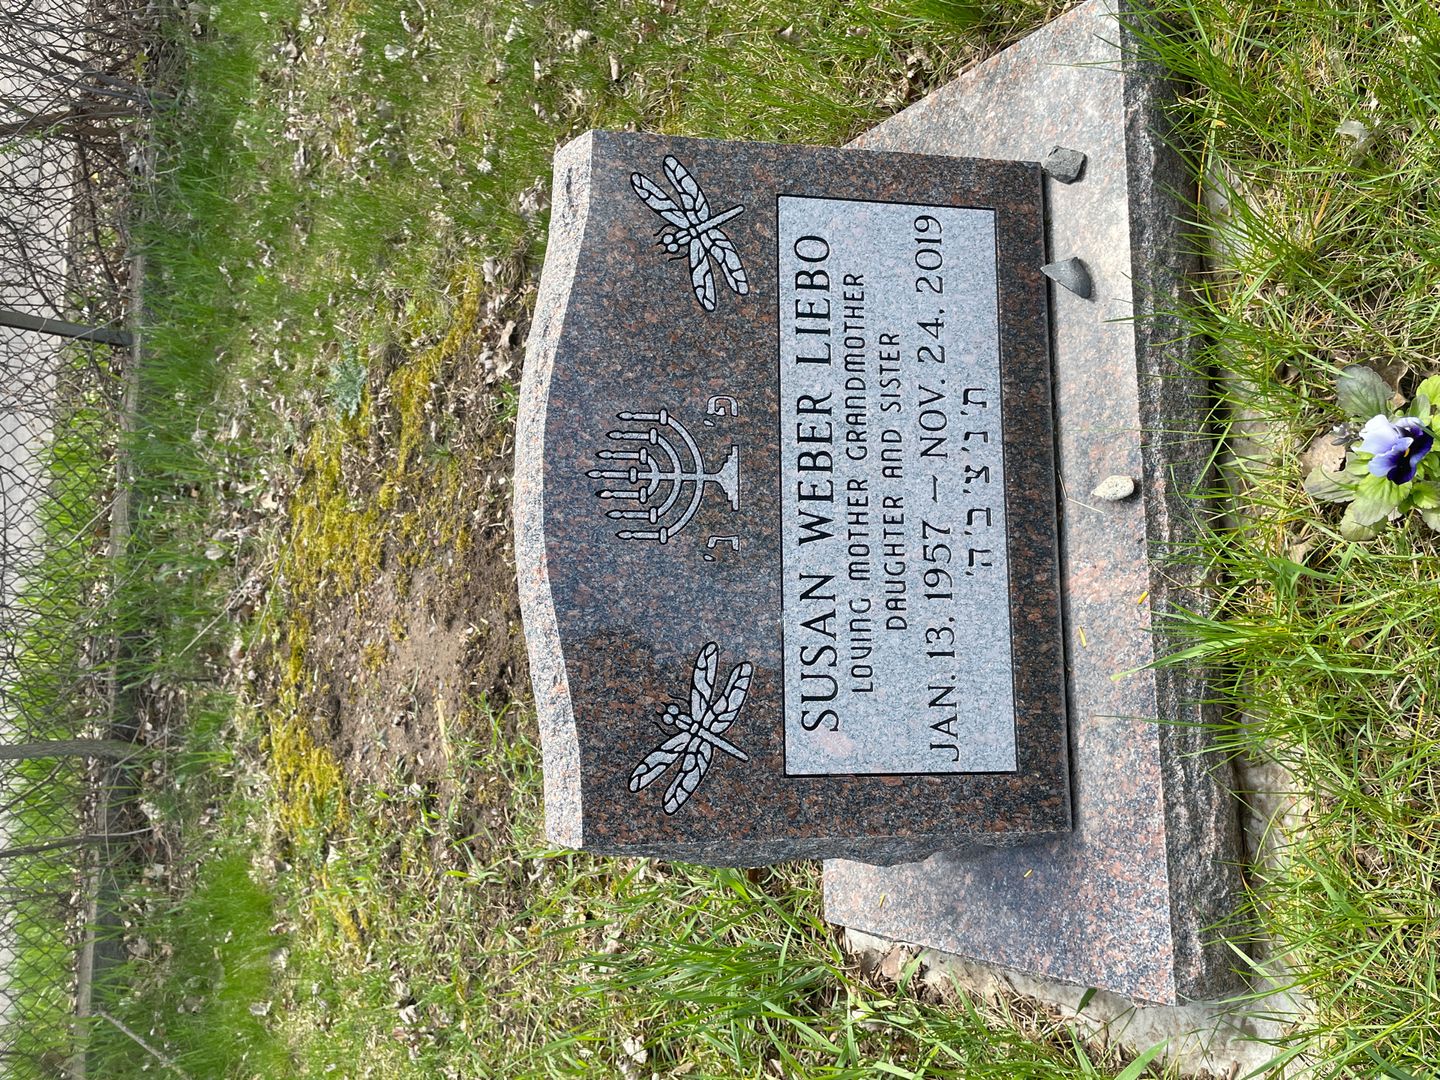 פ' נ'
SUSAN WEBER LIEBO
LOVING MOTHER GRANDMOTHER
DAUGHTER AND SISTER
JAN. 13. 1957 – NOV. 24. 2019
ת' נ' צ' ב' ה'